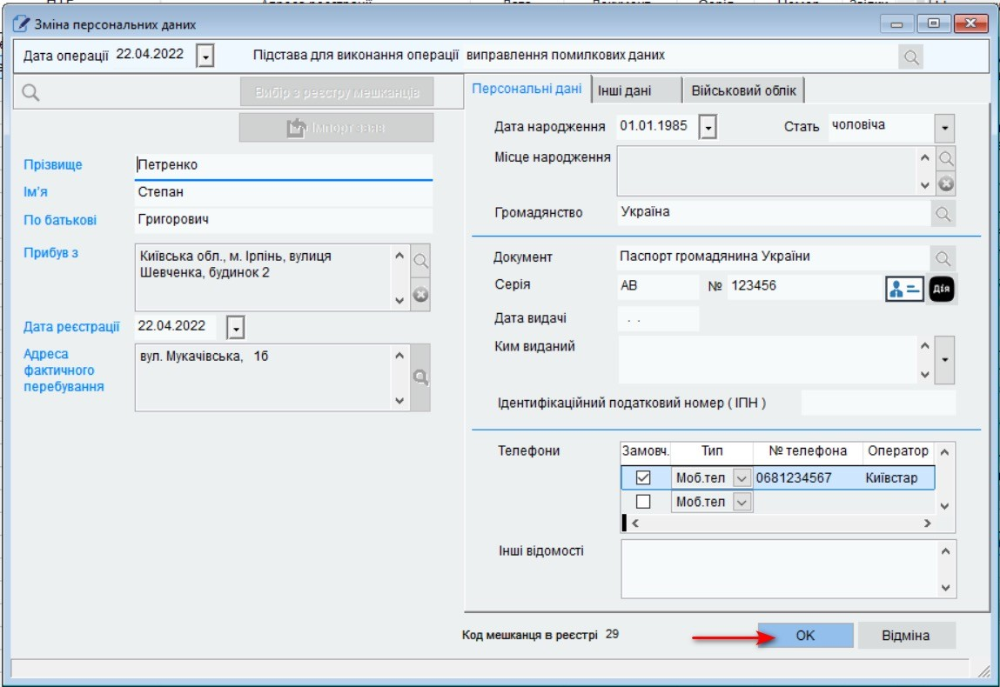 Зміна персональних даних
Дата операції 22.04.2022 Підстава для виконання операції виправлення помилкових даних
Вибір з реєстру мешканців
Імпорт заяв
Прізвище Петренко
Ім'я Степан
По батькові Григорович
Прибув з Київська обл., м. Ірпінь, вулиця
Шевченка, будинок 2
Дата реєстрації 22.04.2022
Адреса вул. Мукачівська, 16
фактичного
перебування
Персональні дані Інші дані Військовий облік
Дата народження 01.01.1985 Стать чоловіча
Місце народження
Громадянство Україна
Документ Паспорт громадянина України
Серія АВ № 123456 Дія
Дата видачі . .
Ким виданий
Ідентифікаційний податковий номер ( ІПН )
Телефони Замовч. Тип № телефона Оператор
Моб.тел 0681234567 Київстар
Моб.тел
Інші відомості
Код мешканця в реєстрі 29 OK Відміна